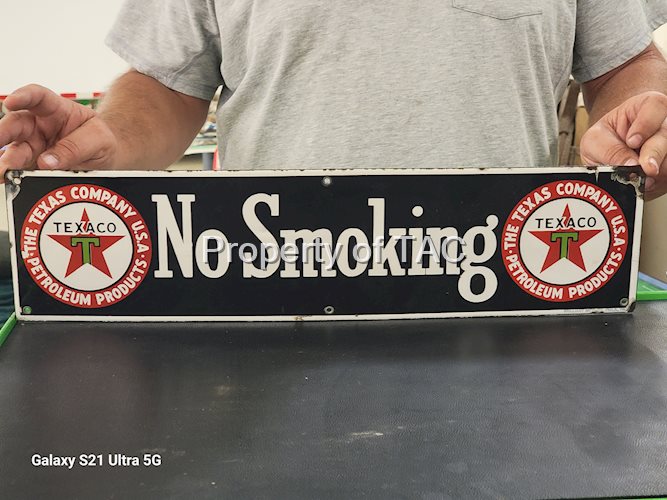 THE TEXAS COMPANY U.S.A.
TEXACO
T
PETROLEUM PRODUCTS
No Smoking
THE TEXAS COMPANY U.S.A.
TEXACO
T
PETROLEUM PRODUCTS
Property of TAC
Galaxy S21 Ultra 5G